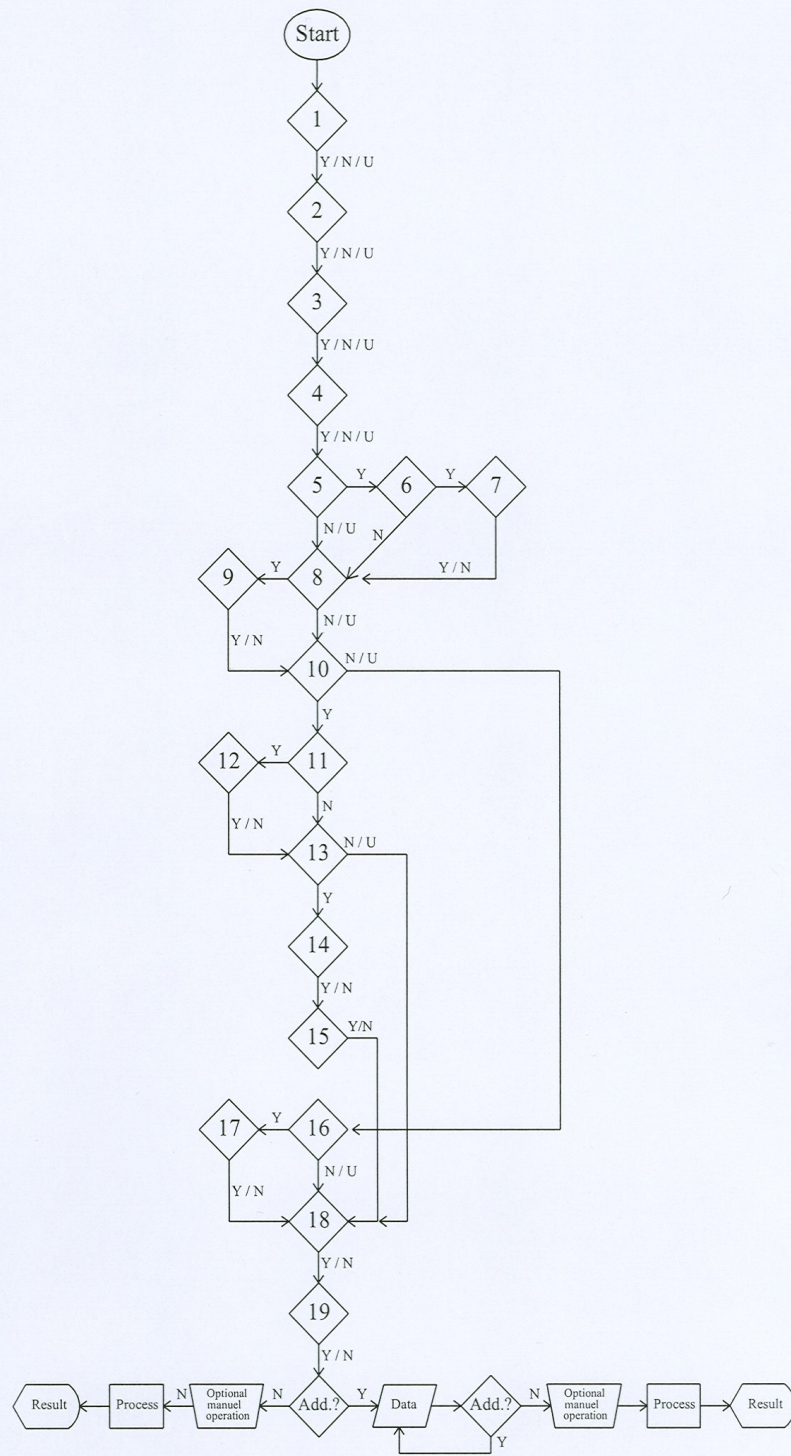 Start
1
Y / N / U
2
Y / N / U
3
Y / N / U
4
Y / N / U
5
Y
6
Y
7
N / U
N
9
Y
8
Y / N
N / U
Y / N
10
N / U
Y
12
Y
11
N
Y / N
13
N / U
Y
14
Y / N
15
Y/N
17
Y
16
N / U
Y / N
18
Y / N
19
Y / N
Result
Process
N
Optional
manuel
operation
N
Add.?
Y
Data
Add.?
N
Optional
manuel
operation
Process
Result
Y